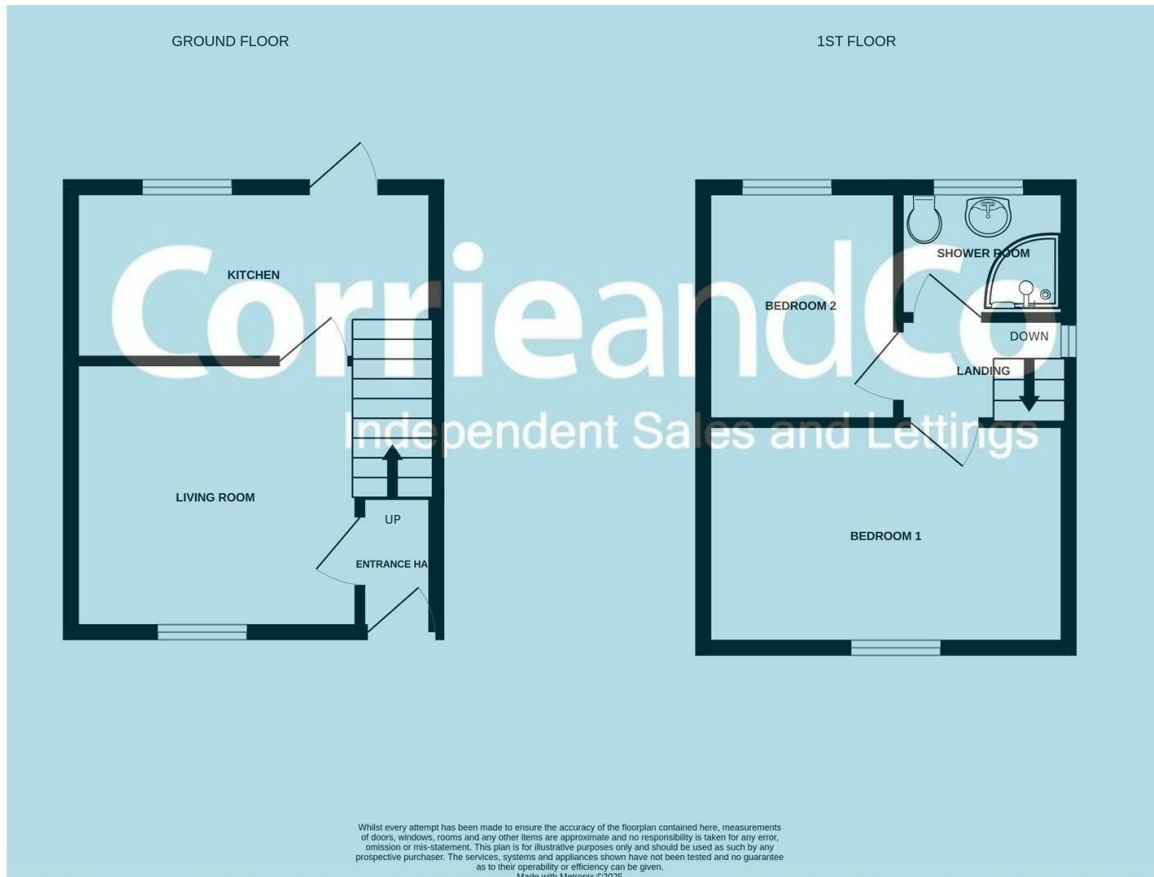 GROUND FLOOR
1ST FLOOR
KITCHEN
LIVING ROOM
UP
ENTRANCE HA
BEDROOM 2
SHOWER ROOM
DOWN
LANDING
BEDROOM 1
CorrieandCo
Independent Sales and Lettings
Whilst every attempt has been made to ensure the accuracy of the floorplan contained here, measurements
of doors, windows, rooms and any other items are approximate and no responsibility is taken for any error,
omission or mis-statement. This plan is for illustrative purposes only and should be used as such by any
prospective purchaser. The services, systems and appliances shown have not been tested and no guarantee
as to their operability or efficiency can be given.
Made with Metropix ©2025